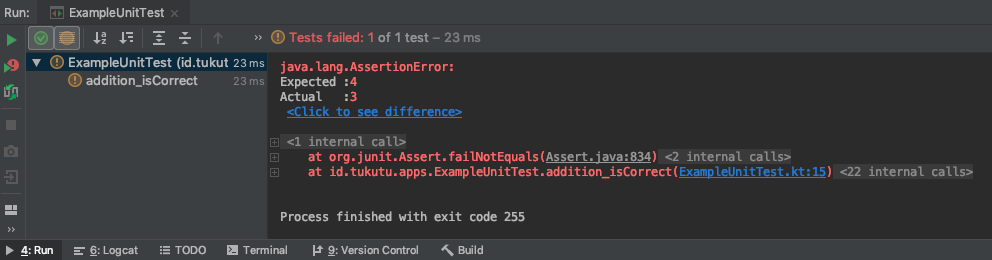 Run: ExampleUnitTest ×
» Tests failed: 1 of 1 test – 23 ms
ExampleUnitTest (id.tukut 23 ms
addition_isCorrect 23 ms
java.lang.AssertionError:
Expected :4
Actual :3
<Click to see difference>
<1 internal call>
at org.junit.Assert.failNotEquals(Assert.java:834) <2 internal calls>
at id.tukutu.apps.ExampleUnitTest.addition_isCorrect(ExampleUnitTest.kt:15) <22 internal calls>
Process finished with exit code 255
»
4: Run 6: Logcat TODO Terminal 9: Version Control Build